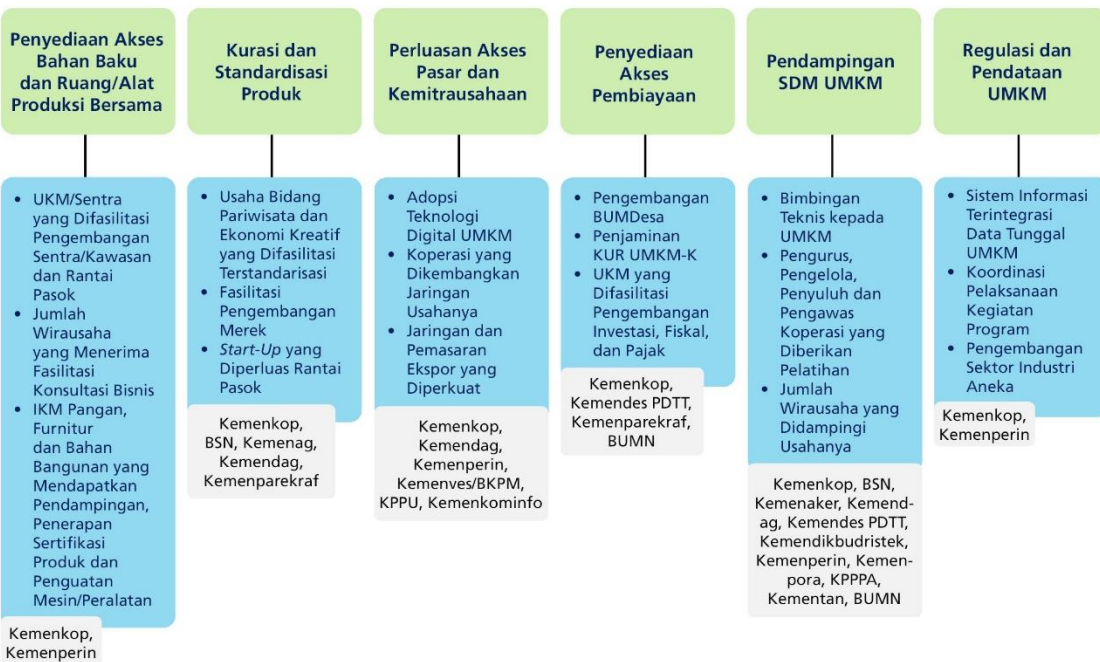 Penyediaan Akses
Bahan Baku
dan Ruang/Alat
Produksi Bersama
• UKM/Sentra
yang Difasilitasi
Pengembangan
Sentra/Kawasan
dan Rantai
Pasok
• Jumlah
Wirausaha
yang Menerima
Fasilitasi
Konsultasi Bisnis
• IKM Pangan,
Furnitur
dan Bahan
Bangunan yang
Mendapatkan
Pendampingan,
Penerapan
Sertifikasi
Produk dan
Penguatan
Mesin/Peralatan
Kemenkop,
Kemenperin
Kurasi dan
Standardisasi
Produk
• Usaha Bidang
Pariwisata dan
Ekonomi Kreatif
yang Difasilitasi
Terstandarisasi
• Fasilitasi
Pengembangan
Merek
• Start-Up yang
Diperluas Rantai
Pasok
Kemenkop,
BSN, Kemenag,
Kemendag,
Kemenparekraf
Perluasan Akses
Pasar dan
Kemitrausahaan
• Adopsi
Teknologi
Digital UMKM
• Koperasi yang
Dikembangkan
Jaringan
Usahanya
• Jaringan dan
Pemasaran
Ekspor yang
Diperkuat
Kemenkop,
Kemendag,
Kemenperin,
Kemenves/BKPM,
KPPU, Kemenkominfo
Penyediaan
Akses
Pembiayaan
• Pengembangan
BUMDesa
• Penjaminan
KUR UMKM-K
• UKM yang
Difasilitasi
Pengembangan
Investasi, Fiskal,
dan Pajak
Kemenkop,
Kemendes PDTT,
Kemenparekraf,
BUMN
Pendampingan
SDM UMKM
• Bimbingan
Teknis kepada
UMKM
• Pengurus,
Pengelola,
Penyuluh dan
Pengawas
Koperasi yang
Diberikan
Pelatihan
• Jumlah
Wirausaha yang
Didampingi
Usahanya
Kemenkop, BSN,
Kemenaker, Kemend-
ag, Kemendes PDTT,
Kemendikbudristek,
Kemenperin, Kemen-
pora, KPPPA,
Kementan, BUMN
Regulasi dan
Pendataan
UMKM
• Sistem Informasi
Terintegrasi
Data Tunggal
UMKM
• Koordinasi
Pelaksanaan
Kegiatan
Program
• Pengembangan
Sektor Industri
Aneka
Kemenkop,
Kemenperin